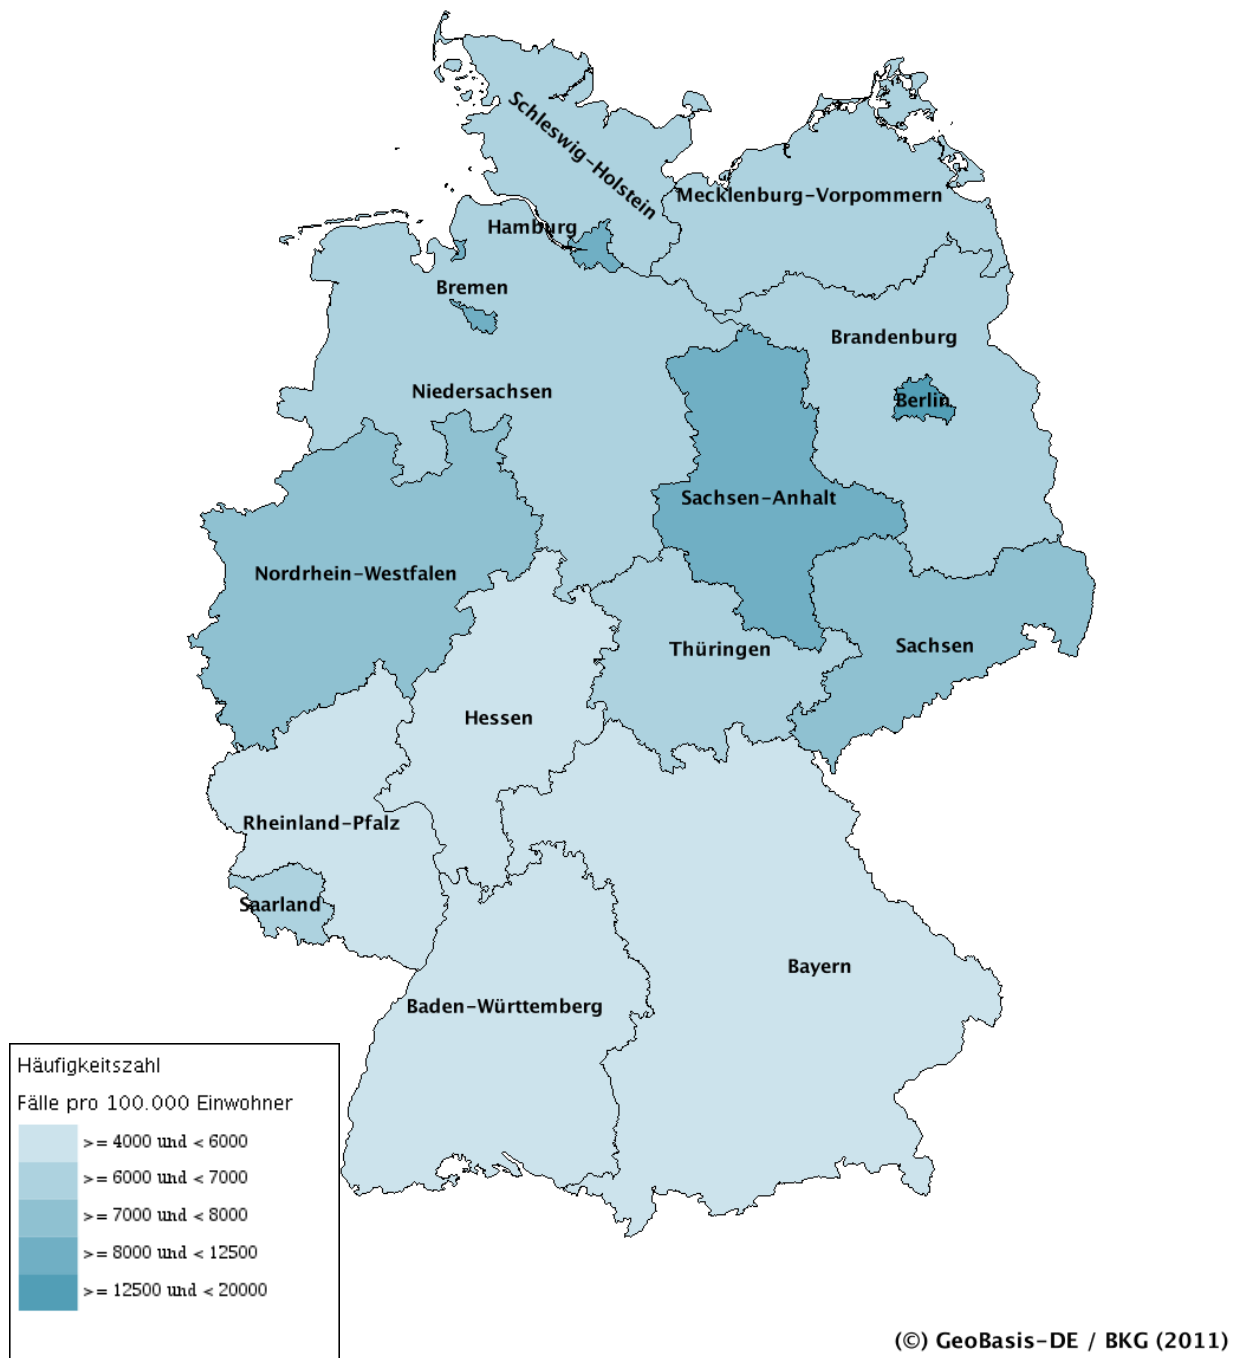 Schleswig-Holstein
Mecklenburg-Vorpommern
Hamburg
Bremen
Brandenburg
Niedersachsen
Berlin
Sachsen-Anhalt
Nordrhein-Westfalen
Sachsen
Thüringen
Hessen
Rheinland-Pfalz
Saarland
Bayern
Baden-Württemberg
Häufigkeitszahl
Fälle pro 100.000 Einwohner
>= 4000 und < 6000
>= 6000 und < 7000
>= 7000 und < 8000
>= 8000 und < 12500
>= 12500 und < 20000
(©) GeoBasis-DE / BKG (2011)